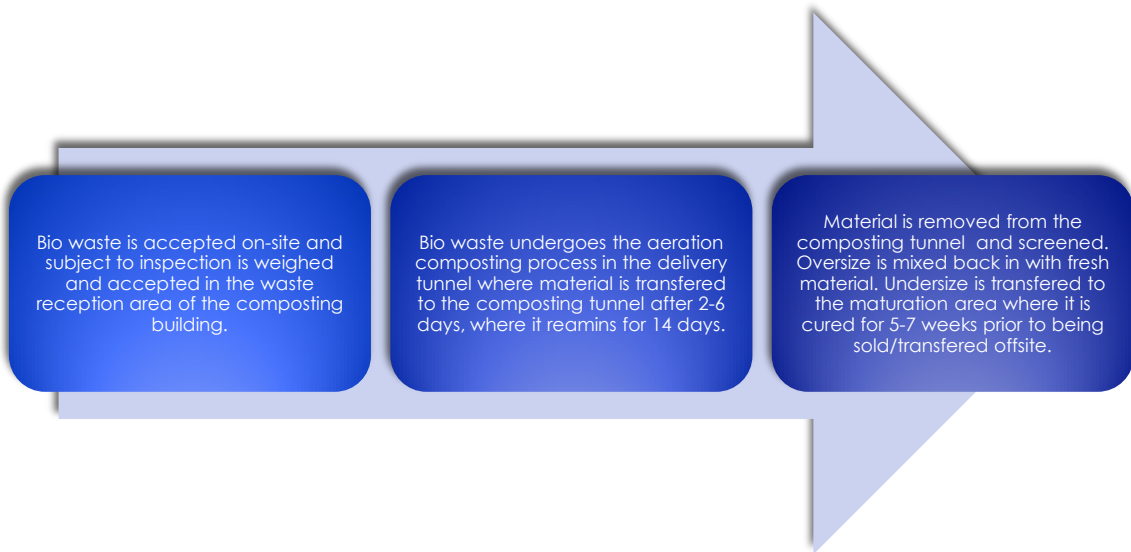 Bio waste is accepted on-site and
subject to inspection is weighed
and accepted in the waste
reception area of the composting
building.
Bio waste undergoes the aeration
composting process in the delivery
tunnel where material is transfered
to the composting tunnel after 2-6
days, where it reamins for 14 days.
Material is removed from the
composting tunnel and screened.
Oversize is mixed back in with fresh
material. Undersize is transfered to
the maturation area where it is
cured for 5-7 weeks prior to being
sold/transfered offsite.